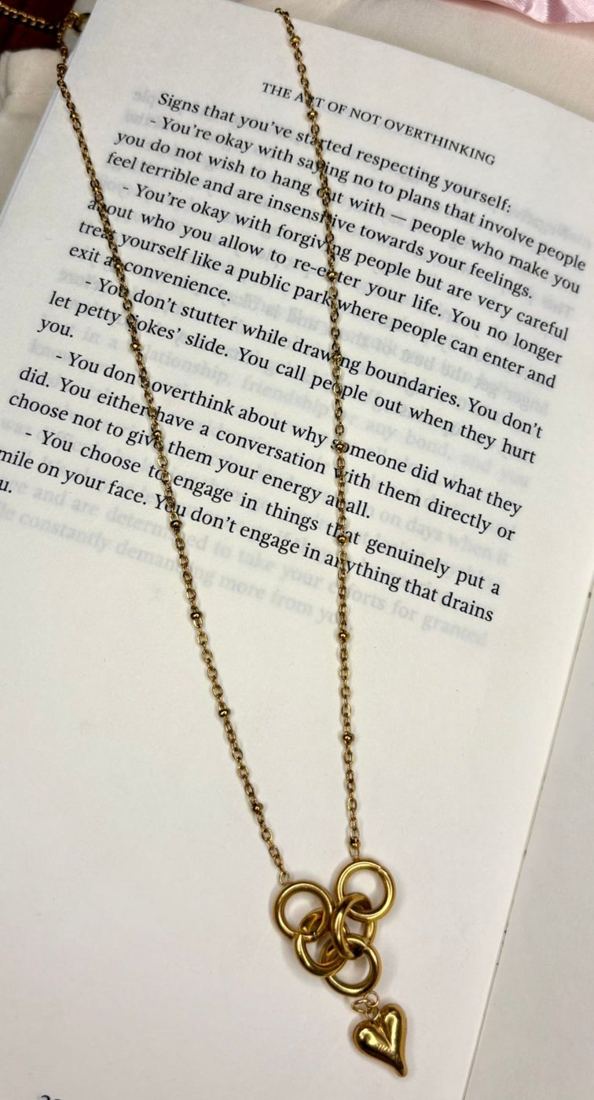 THE ART OF NOT OVERTHINKING
Signs that you've started respecting yourself:
- You're okay with saying no to plans that involve people
you do not wish to hang out with — people who make you
feel terrible and are insensitive towards your feelings.
- You're okay with forgiving people but are very careful
about who you allow to re-enter your life. You no longer
treat yourself like a public park where people can enter and
exit at convenience.
- You don't stutter while drawing boundaries. You don't
let petty 'jokes' slide. You call people out when they hurt
you.
- You don't overthink about why someone did what they
did. You either have a conversation with them directly or
choose not to give them your energy at all.
- You choose to engage in things that genuinely put a
mile on your face. You don't engage in anything that drains
u.